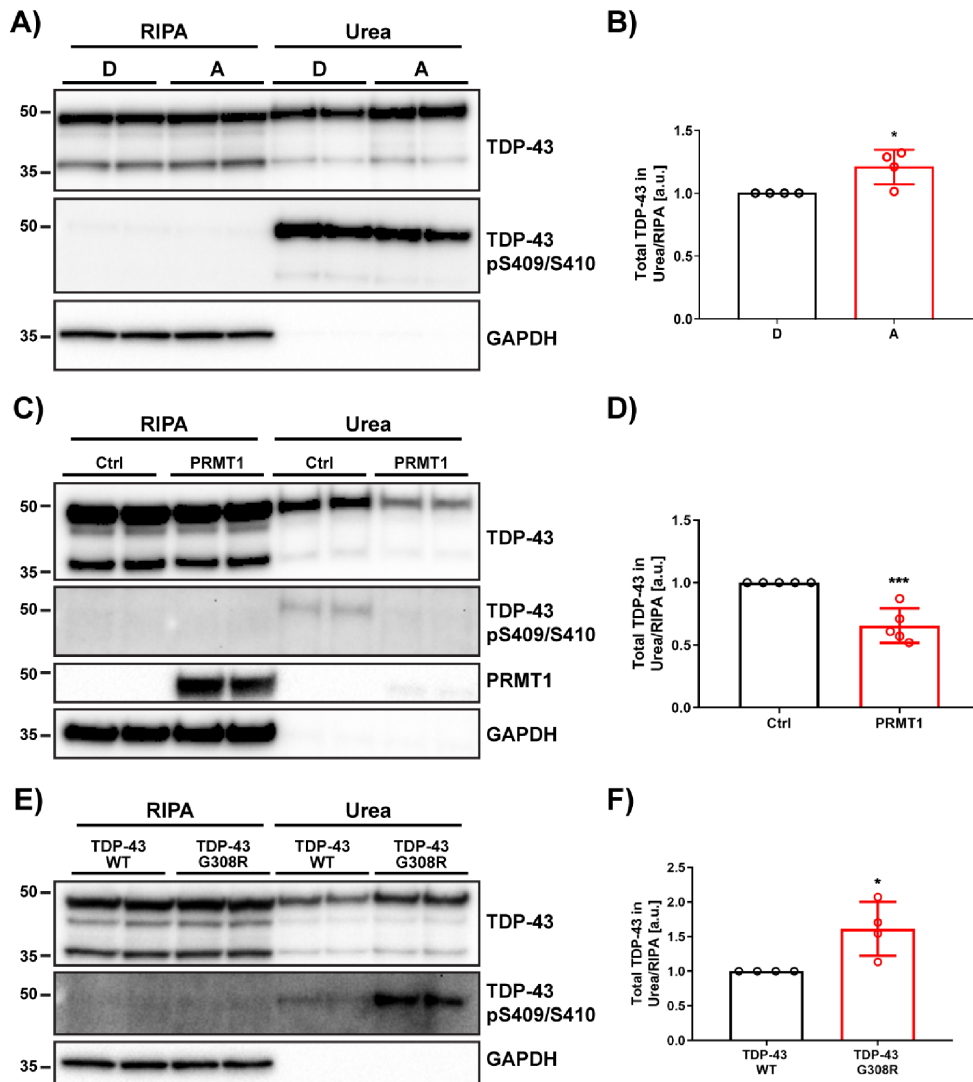 A)
RIPA
Urea
D
A
D
A
50
35
TDP-43
50
TDP-43
pS409/S410
35
GAPDH
B)
Total TDP-43 in
Urea/RIPA [a.u.]
1.5
1.0
0.5
0.0
*
D
A
C)
RIPA
Urea
Ctrl
PRMT1
Ctrl
PRMT1
50
35
TDP-43
50
TDP-43
pS409/S410
50
PRMT1
35
GAPDH
D)
Total TDP-43 in
Urea/RIPA [a.u.]
1.5
1.0
0.5
0.0
***
Ctrl
PRMT1
E)
RIPA
Urea
TDP-43
WT
TDP-43
G308R
TDP-43
WT
TDP-43
G308R
50
35
TDP-43
50
TDP-43
pS409/S410
35
GAPDH
F)
Total TDP-43 in
Urea/RIPA [a.u.]
2.5
2.0
1.5
1.0
0.5
0.0
*
TDP-43
WT
TDP-43
G308R